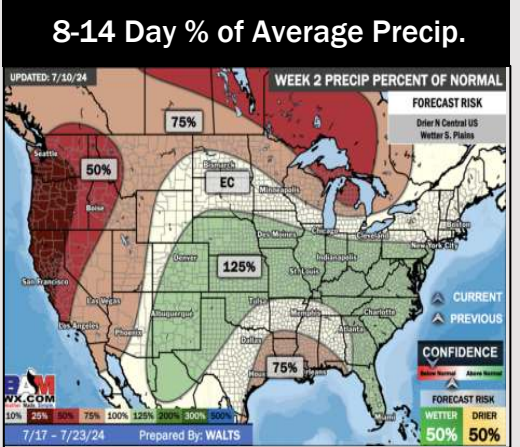 8-14 Day % of Average Precip.
UPDATED: 7/10/24
WEEK 2 PRECIP PERCENT OF NORMAL
FORECAST RISK
Drier N Central US
Wetter S. Plains
75%
Seattle
50%
Bismarck
EC
Minneapolis
Boise
Boston
Des Moines
Chicago
Cleveland
New York City
Denver
125%
Indianapolis
St. Louis
San Francisco
Las Vegas
CURRENT
Los Angeles
Albuquerque
Tulsa
Memphis
Charlotte
PREVIOUS
Phoenix
Dallas
Atlanta
CONFIDENCE
75%
Below Normal Above Normal
BAM
WX.COM
FORECAST RISK
10% 25% 50% 75% 100% 125% 200% 300% 500%
Miami
WETTER DRIER
7/17 - 7/23/24 Prepared By: WALTS
50% 50%